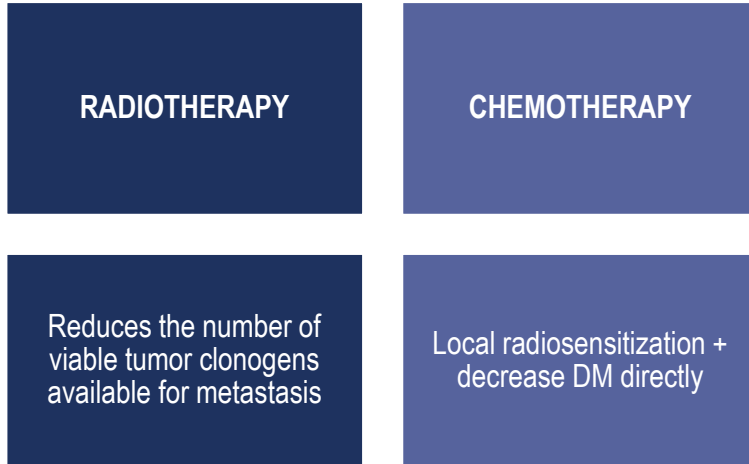 RADIOTHERAPY
CHEMOTHERAPY
Reduces the number of
viable tumor clonogens
available for metastasis
Local radiosensitization +
decrease DM directly